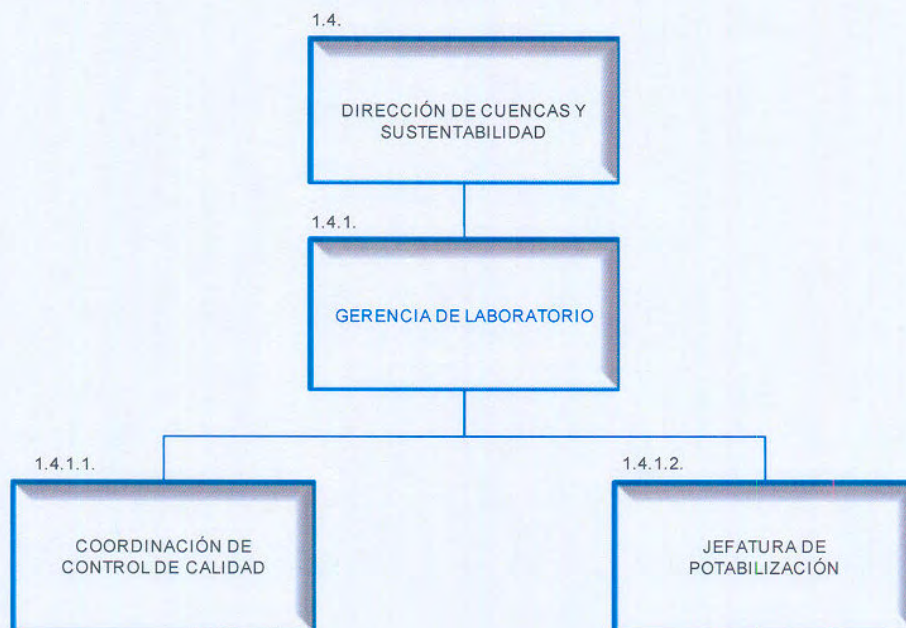 1.4.
DIRECCIÓN DE CUENCAS Y
SUSTENTABILIDAD
1.4.1.
GERENCIA DE LABORATORIO
1.4.1.1.
COORDINACIÓN DE
CONTROL DE CALIDAD
1.4.1.2.
JEFATURA DE
POTABILIZACIÓN